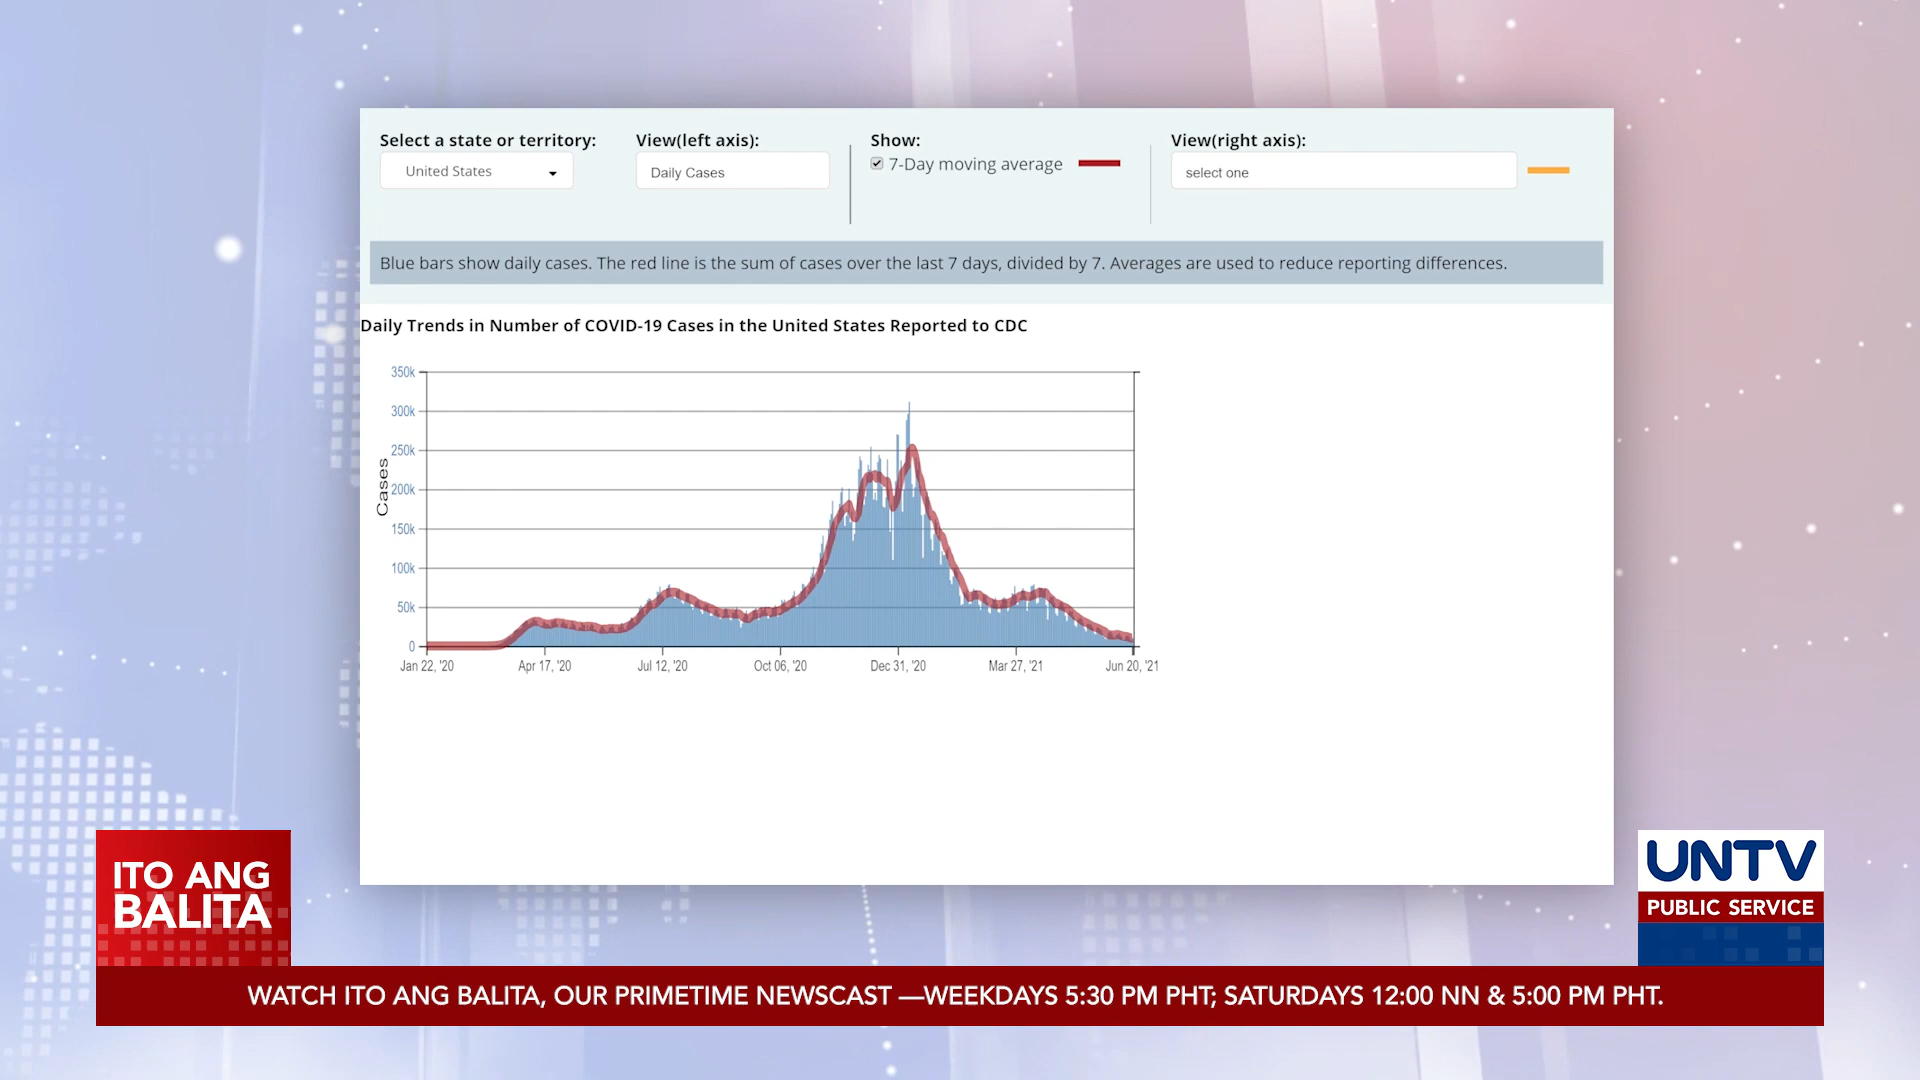 Select a state or territory:
United States
View(left axis):
Daily Cases
Show:
7-Day moving average
View(right axis):
select one
Blue bars show daily cases. The red line is the sum of cases over the last 7 days, divided by 7. Averages are used to reduce reporting differences.
Daily Trends in Number of COVID-19 Cases in the United States Reported to CDC
Cases
350k
300k
250k
200k
150k
100k
50k
0
Jan 22, '20
Apr 17, '20
Jul 12, '20
Oct 06, '20
Dec 31, '20
Mar 27, '21
Jun 20, '21
ITO ANG
BALITA
UNTV
PUBLIC SERVICE
WATCH ITO ANG BALITA, OUR PRIMETIME NEWSCAST —WEEKDAYS 5:30 PM PHT; SATURDAYS 12:00 NN & 5:00 PM PHT.